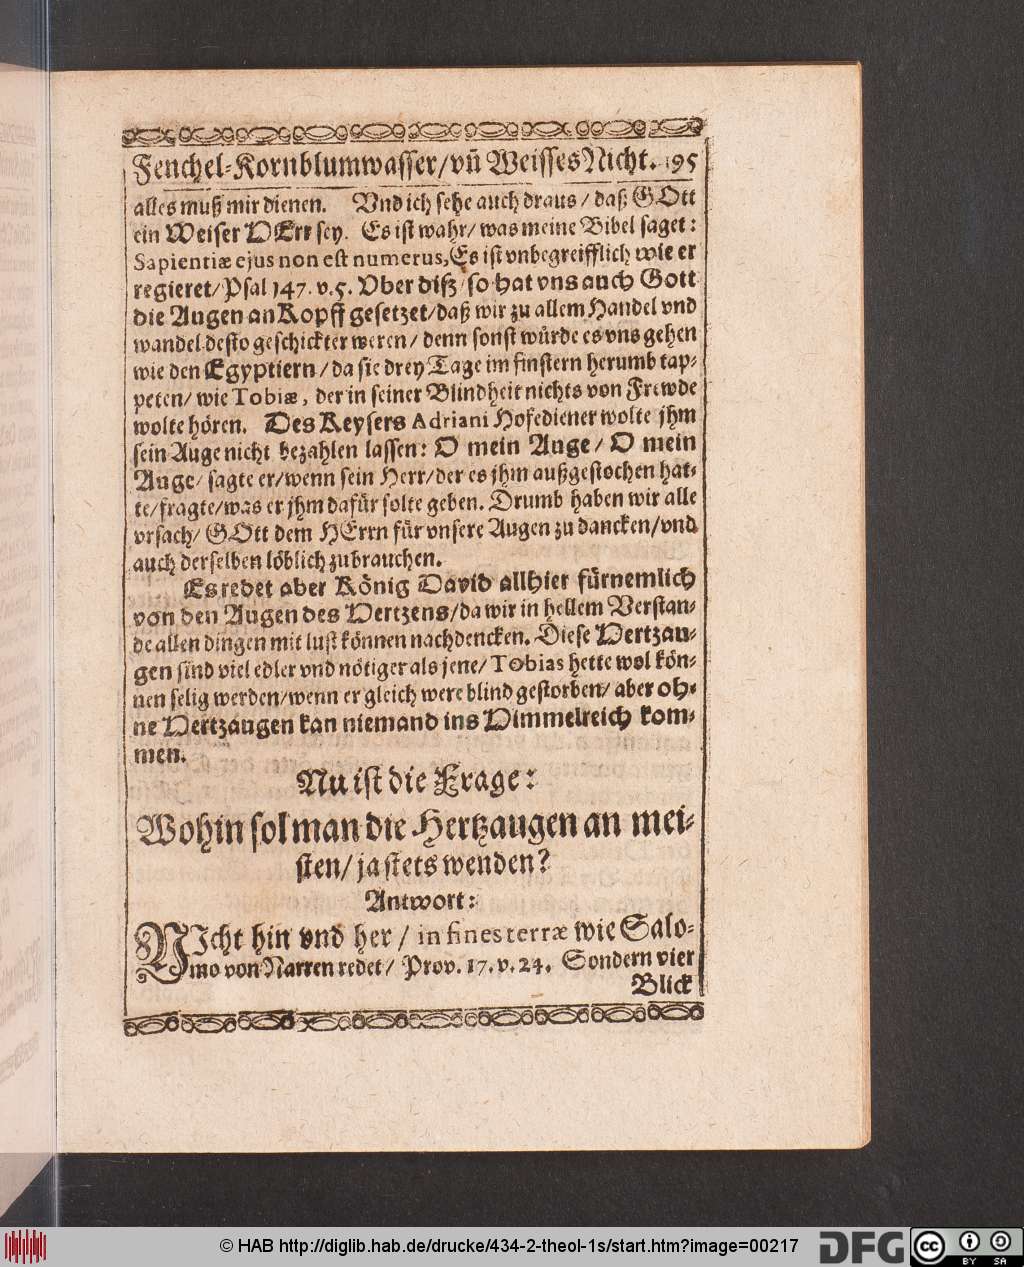 Fenchel-Kornblumwasser/vn̄ Weisses Nicht. 195
alles muß mir dienen. Vnd ich sehe auch draus / daß GOtt
ein Weiser HErr sey. Es ist wahr/ was meine Bibel saget:
Sapientiæ ejus non est numerus, Es ist vnbegreifflich wie er
regieret/ Psal 147. v. 5. Vber diß/ so hat vns auch Gott
die Augen an Kopff gesetzet/ daß wir zu allem Handel vnd
wandel desto geschickter weren/ denn sonst würde es vns gehen
wie den Egyptiern/ da sie drey Tage im finstern herumb tap-
peten/ wie Tobiæ, der in seiner Blindheit nichts von Frewde
wolte hören. Des Keysers Adriani Hofediener wolte jhm
sein Auge nicht bezahlen lassen: O mein Auge/ O mein
Auge/ sagte er/ wenn sein Herr/ der es jhm außgestochen hat-
te/ fragte/ was er jhm dafür solte geben. Drumb haben wir alle
vrsach/ GOtt dem HErrn für vnsere Augen zu dancken/ vnd
auch derselben löblich zubrauchen.
Es redet aber König David allhier fürnemlich
von den Augen des Hertzens/ da wir in hellem Verstan-
de allen dingen mit lust können nachdencken. Diese Hertzau-
gen sind viel edler vnd nötiger als jene/ Tobias hette wol kön-
nen selig werden/ wenn er gleich were blind gestorben/ aber oh-
ne Hertzaugen kan niemand ins Himmelreich kom-
men.
Nu ist die Frage:
Wohin sol man die Hertzaugen an mei-
sten/ ja stets wenden?
Antwort:
NIcht hin vnd her / in fines terræ wie Salo-
mo von Narren redet/ Prov. 17. v. 24. Sondern vier
Blick
© HAB http://diglib.hab.de/drucke/434-2-theol-1s/start.htm?image=00217
DFG
cc
BY SA